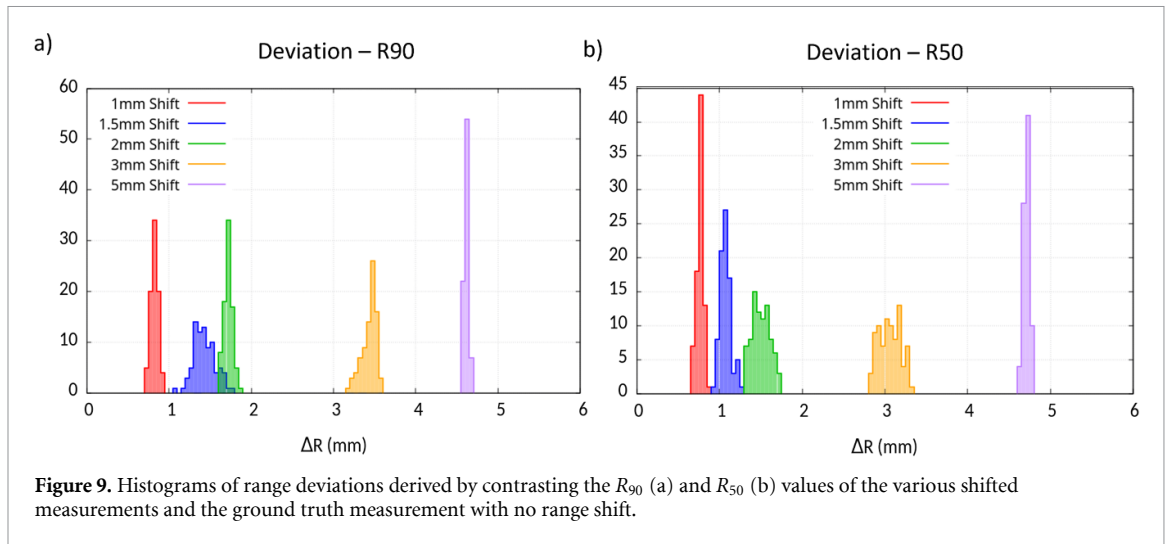 a)
Deviation – R90
60
50
40
30
20
10
0
1mm Shift
1.5mm Shift
2mm Shift
3mm Shift
5mm Shift
0 1 2 3 4 5 6
ΔR (mm)
b)
Deviation – R50
45
40
35
30
25
20
15
10
5
0
1mm Shift
1.5mm Shift
2mm Shift
3mm Shift
5mm Shift
0 1 2 3 4 5 6
ΔR (mm)
Figure 9. Histograms of range deviations derived by contrasting the R90 (a) and R50 (b) values of the various shifted
measurements and the ground truth measurement with no range shift.